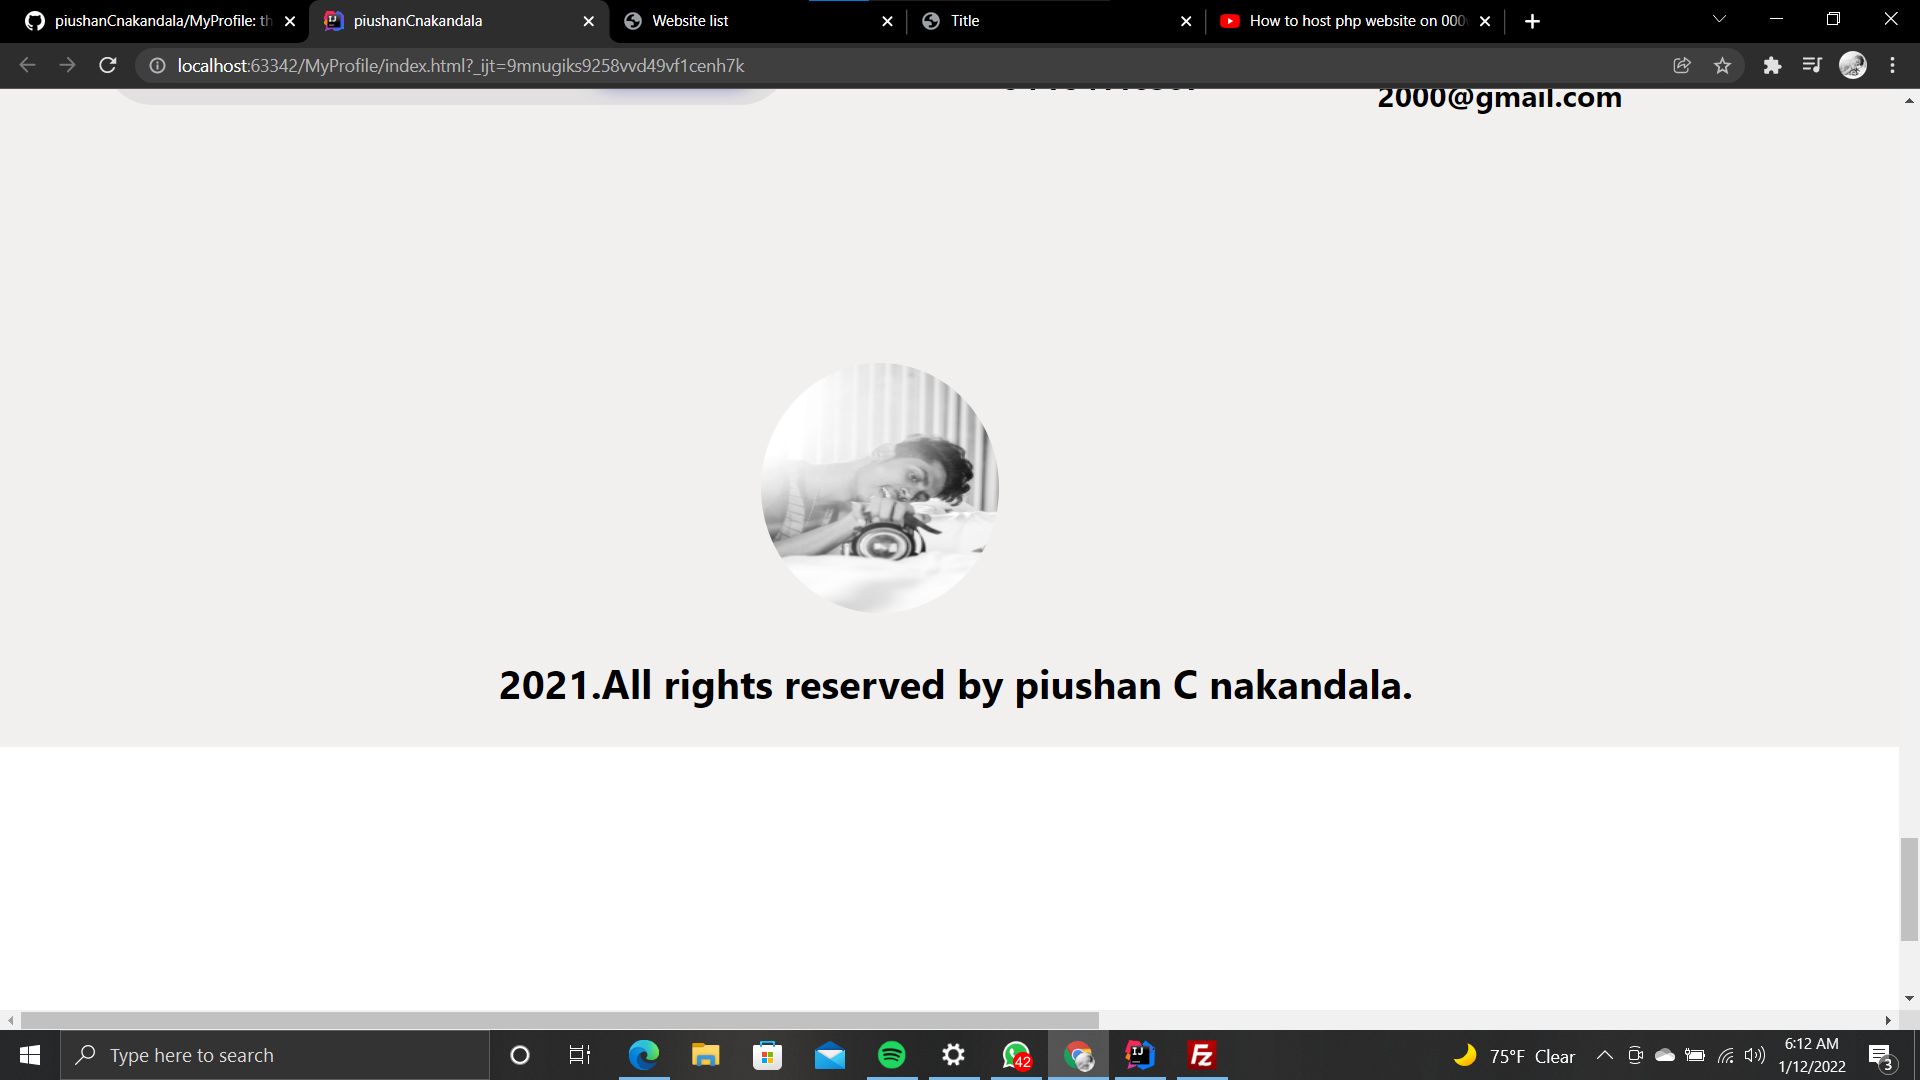 piushanCnakandala/MyProfile: th
piushanCnakandala
Website list
Title
How to host php website on 000
localhost:63342/MyProfile/index.html?_ijt=9mnugiks9258vvd49vf1cenh7k
2000@gmail.com
2021.All rights reserved by piushan C nakandala.
Type here to search
42
75°F Clear
6:12 AM
1/12/2022
3